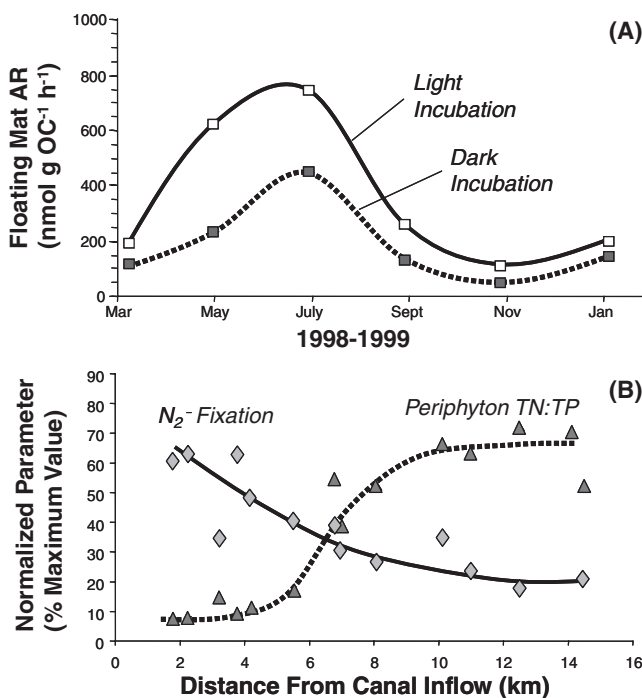 (A)
Floating Mat AR
(nmol g OC⁻¹ h⁻¹)
1000
800
600
400
200
0
Light
Incubation
Dark
Incubation
Mar May July Sept Nov Jan
1998-1999
(B)
Normalized Parameter
(% Maximum Value)
90
80
70
60
50
40
30
20
10
0
N₂⁻ Fixation
Periphyton TN:TP
0 2 4 6 8 10 12 14 16
Distance From Canal Inflow (km)